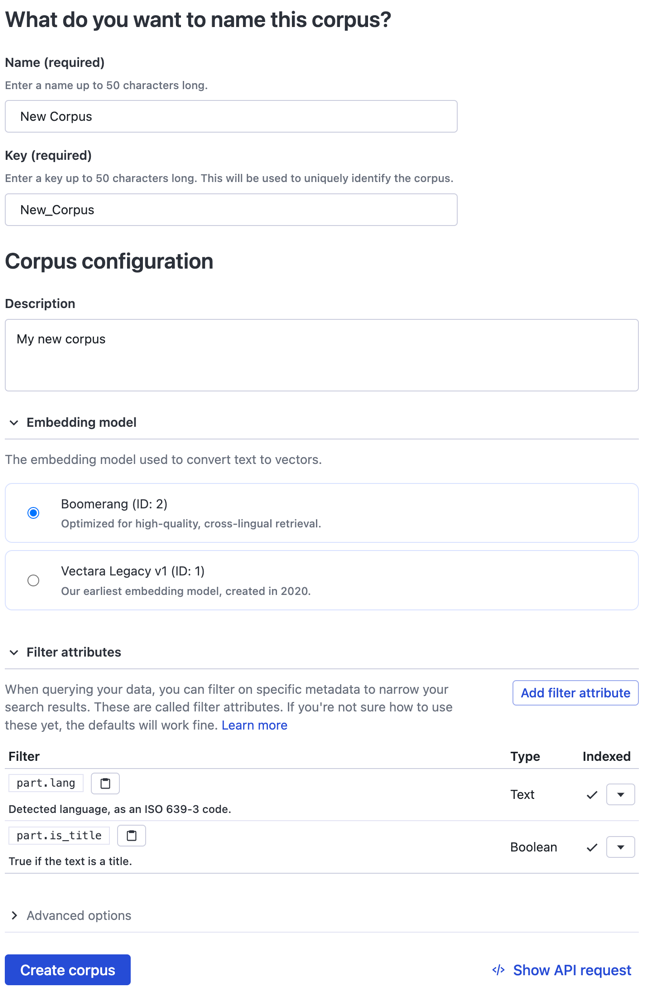 What do you want to name this corpus?
Name (required)
Enter a name up to 50 characters long.
New Corpus
Key (required)
Enter a key up to 50 characters long. This will be used to uniquely identify the corpus.
New_Corpus
Corpus configuration
Description
My new corpus
Embedding model
The embedding model used to convert text to vectors.
Boomerang (ID: 2)
Optimized for high-quality, cross-lingual retrieval.
Vectara Legacy v1 (ID: 1)
Our earliest embedding model, created in 2020.
Filter attributes
When querying your data, you can filter on specific metadata to narrow your
search results. These are called filter attributes. If you're not sure how to use
these yet, the defaults will work fine. Learn more
Add filter attribute
Filter Type Indexed
part.lang
Text
Detected language, as an ISO 639-3 code.
part.is_title
Boolean
True if the text is a title.
Advanced options
Create corpus
</> Show API request